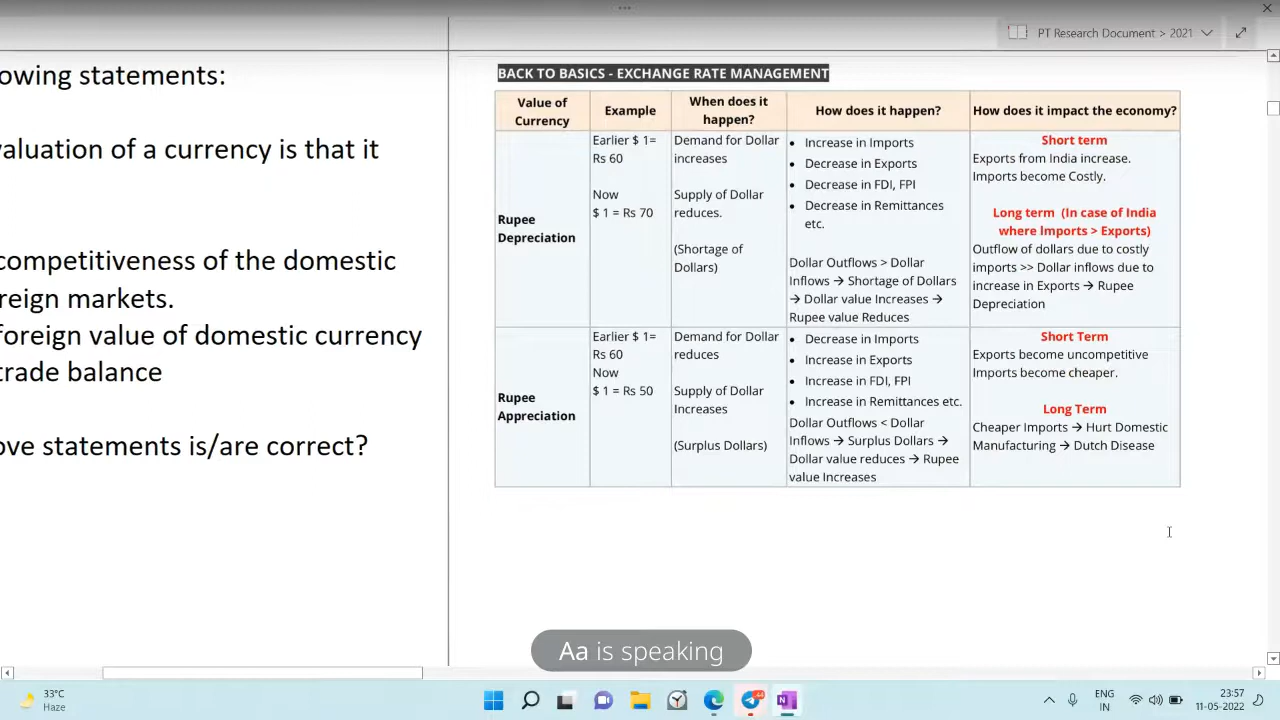 PT Research Document > 2021
owing statements:
valuation of a currency is that it
competitiveness of the domestic
reign markets.
foreign value of domestic currency
trade balance
ove statements is/are correct?
BACK TO BASICS - EXCHANGE RATE MANAGEMENT
Value of
Currency
Example
When does it
happen?
How does it happen?
How does it impact the economy?
Rupee
Depreciation
Earlier $ 1=
Rs 60
Now
$ 1 = Rs 70
Demand for Dollar
increases
Supply of Dollar
reduces.
(Shortage of
Dollars)
• Increase in Imports
• Decrease in Exports
• Decrease in FDI, FPI
• Decrease in Remittances
etc.
Dollar Outflows > Dollar
Inflows → Shortage of Dollars
→ Dollar value Increases →
Rupee value Reduces
Short term
Exports from India increase.
Imports become Costly.
Long term (In case of India
where Imports > Exports)
Outflow of dollars due to costly
imports >> Dollar inflows due to
increase in Exports → Rupee
Depreciation
Rupee
Appreciation
Earlier $ 1=
Rs 60
Now
$ 1 = Rs 50
Demand for Dollar
reduces
Supply of Dollar
Increases
(Surplus Dollars)
• Decrease in Imports
• Increase in Exports
• Increase in FDI, FPI
• Increase in Remittances etc.
Dollar Outflows < Dollar
Inflows → Surplus Dollars →
Dollar value reduces → Rupee
value Increases
Short Term
Exports become uncompetitive
Imports become cheaper.
Long Term
Cheaper Imports → Hurt Domestic
Manufacturing → Dutch Disease
Aa is speaking
33°C
Haze
44
ENG
IN
23:57
11-05-2022